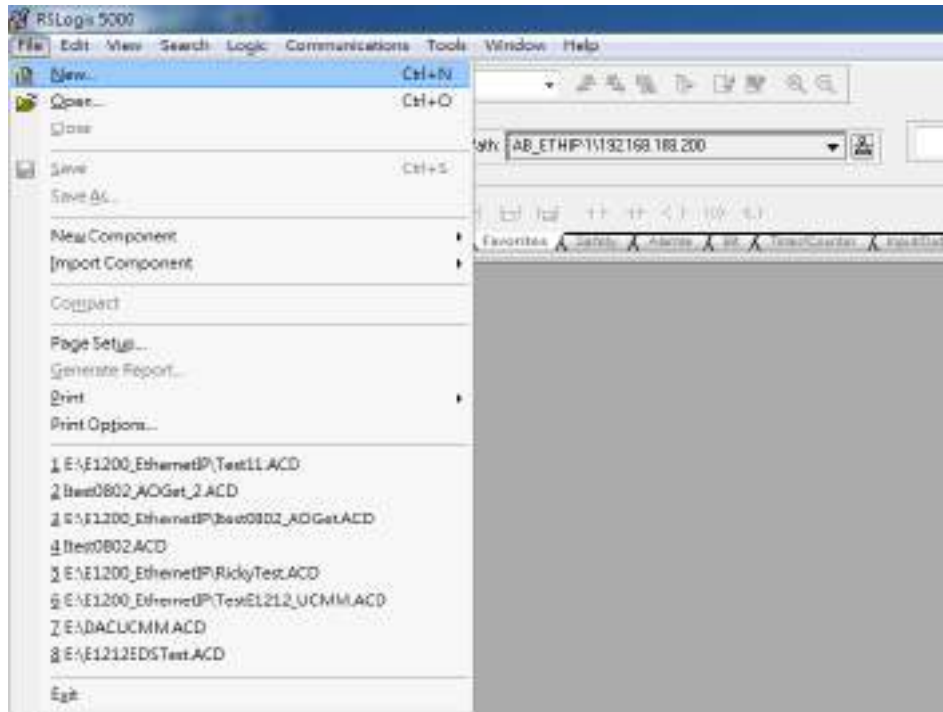 RSLogix 5000
File Edit View Search Logic Communications Tools Window Help
New... Ctrl+N
Open... Ctrl+O
Close
Path: AB_ETHIP-1\192.168.188.200
Save Ctrl+S
Save As...
New Component
Favorites Safety Alarms Bit Timer/Counter
Import Component
Compact
Page Setup...
Generate Report...
Print
Print Options...
1 E:\E1200_EthernetIP\Test11.ACD
2 test0802_AOGet_2.ACD
3 E:\E1200_EthernetIP\test0802_AOGet.ACD
4 test0802.ACD
5 E:\E1200_EthernetIP\RickyTest.ACD
6 E:\E1200_EthernetIP\TestE1212_UCMM.ACD
7 E:\DACUCMM.ACD
8 E:\E1212EDSTest.ACD
Exit